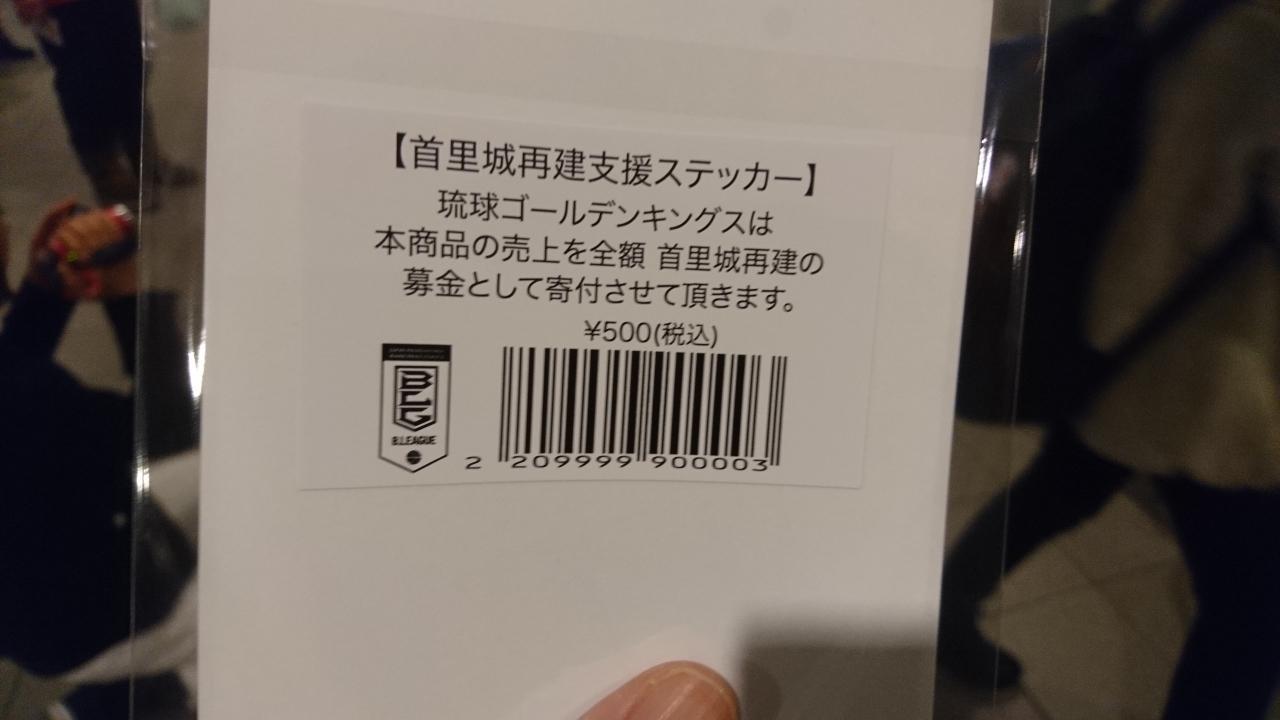 【首里城再建支援ステッカー】
琉球ゴールデンキングスは
本商品の売上を全額 首里城再建の
募金として寄付させて頂きます。
¥500(税込)
B.LEAGUE
2 209999 900003